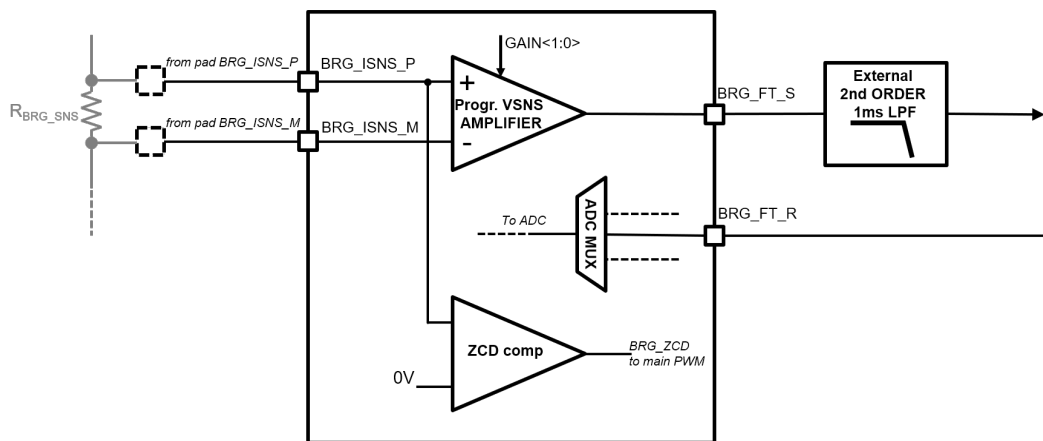 GAIN<1:0>
from pad BRG_ISNS_P
BRG_ISNS_P
R_BRG_SNS
+
Progr. VSNS
AMPLIFIER
-
from pad BRG_ISNS_M
BRG_ISNS_M
BRG_FT_S
External
2nd ORDER
1ms LPF
To ADC
ADC MUX
BRG_FT_R
ZCD comp
0V
BRG_ZCD
to main PWM